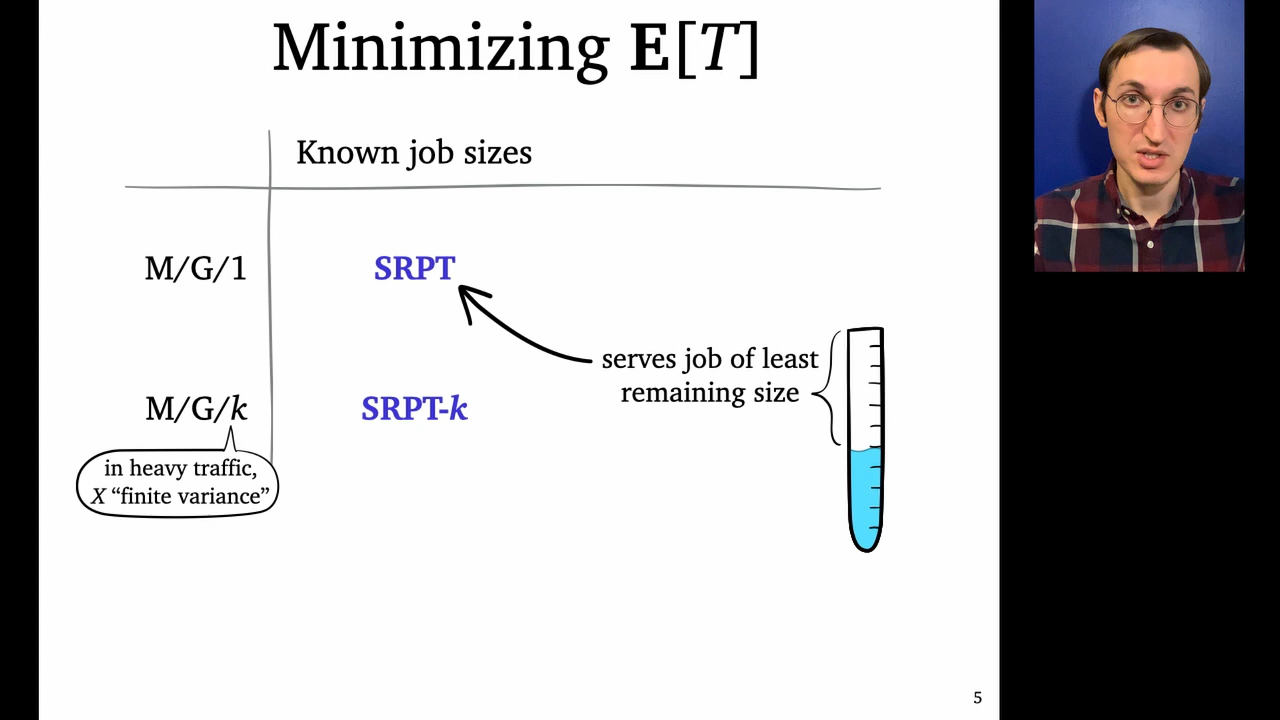 Minimizing E[T]
Known job sizes
M/G/1
SRPT
serves job of least
remaining size
M/G/k
SRPT-k
in heavy traffic,
X “finite variance”
5